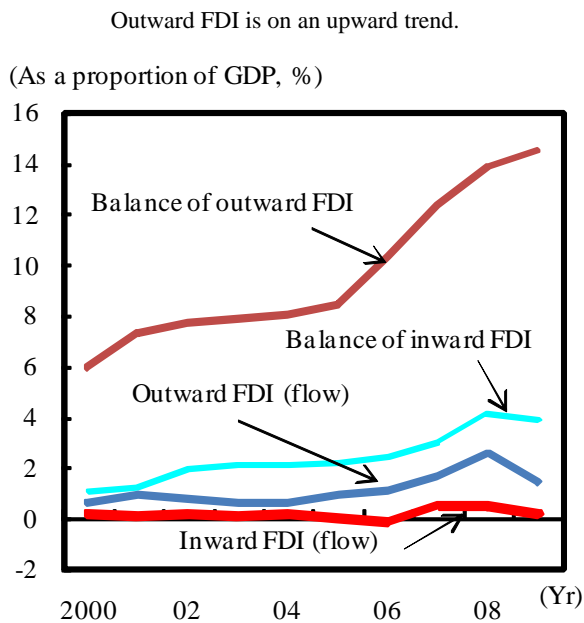 Outward FDI is on an upward trend.
(As a proportion of GDP, %)
16
14
12
10
8
6
4
2
0
-2
Balance of outward FDI
Balance of inward FDI
Outward FDI (flow)
Inward FDI (flow)
2000 02 04 06 08 (Yr)